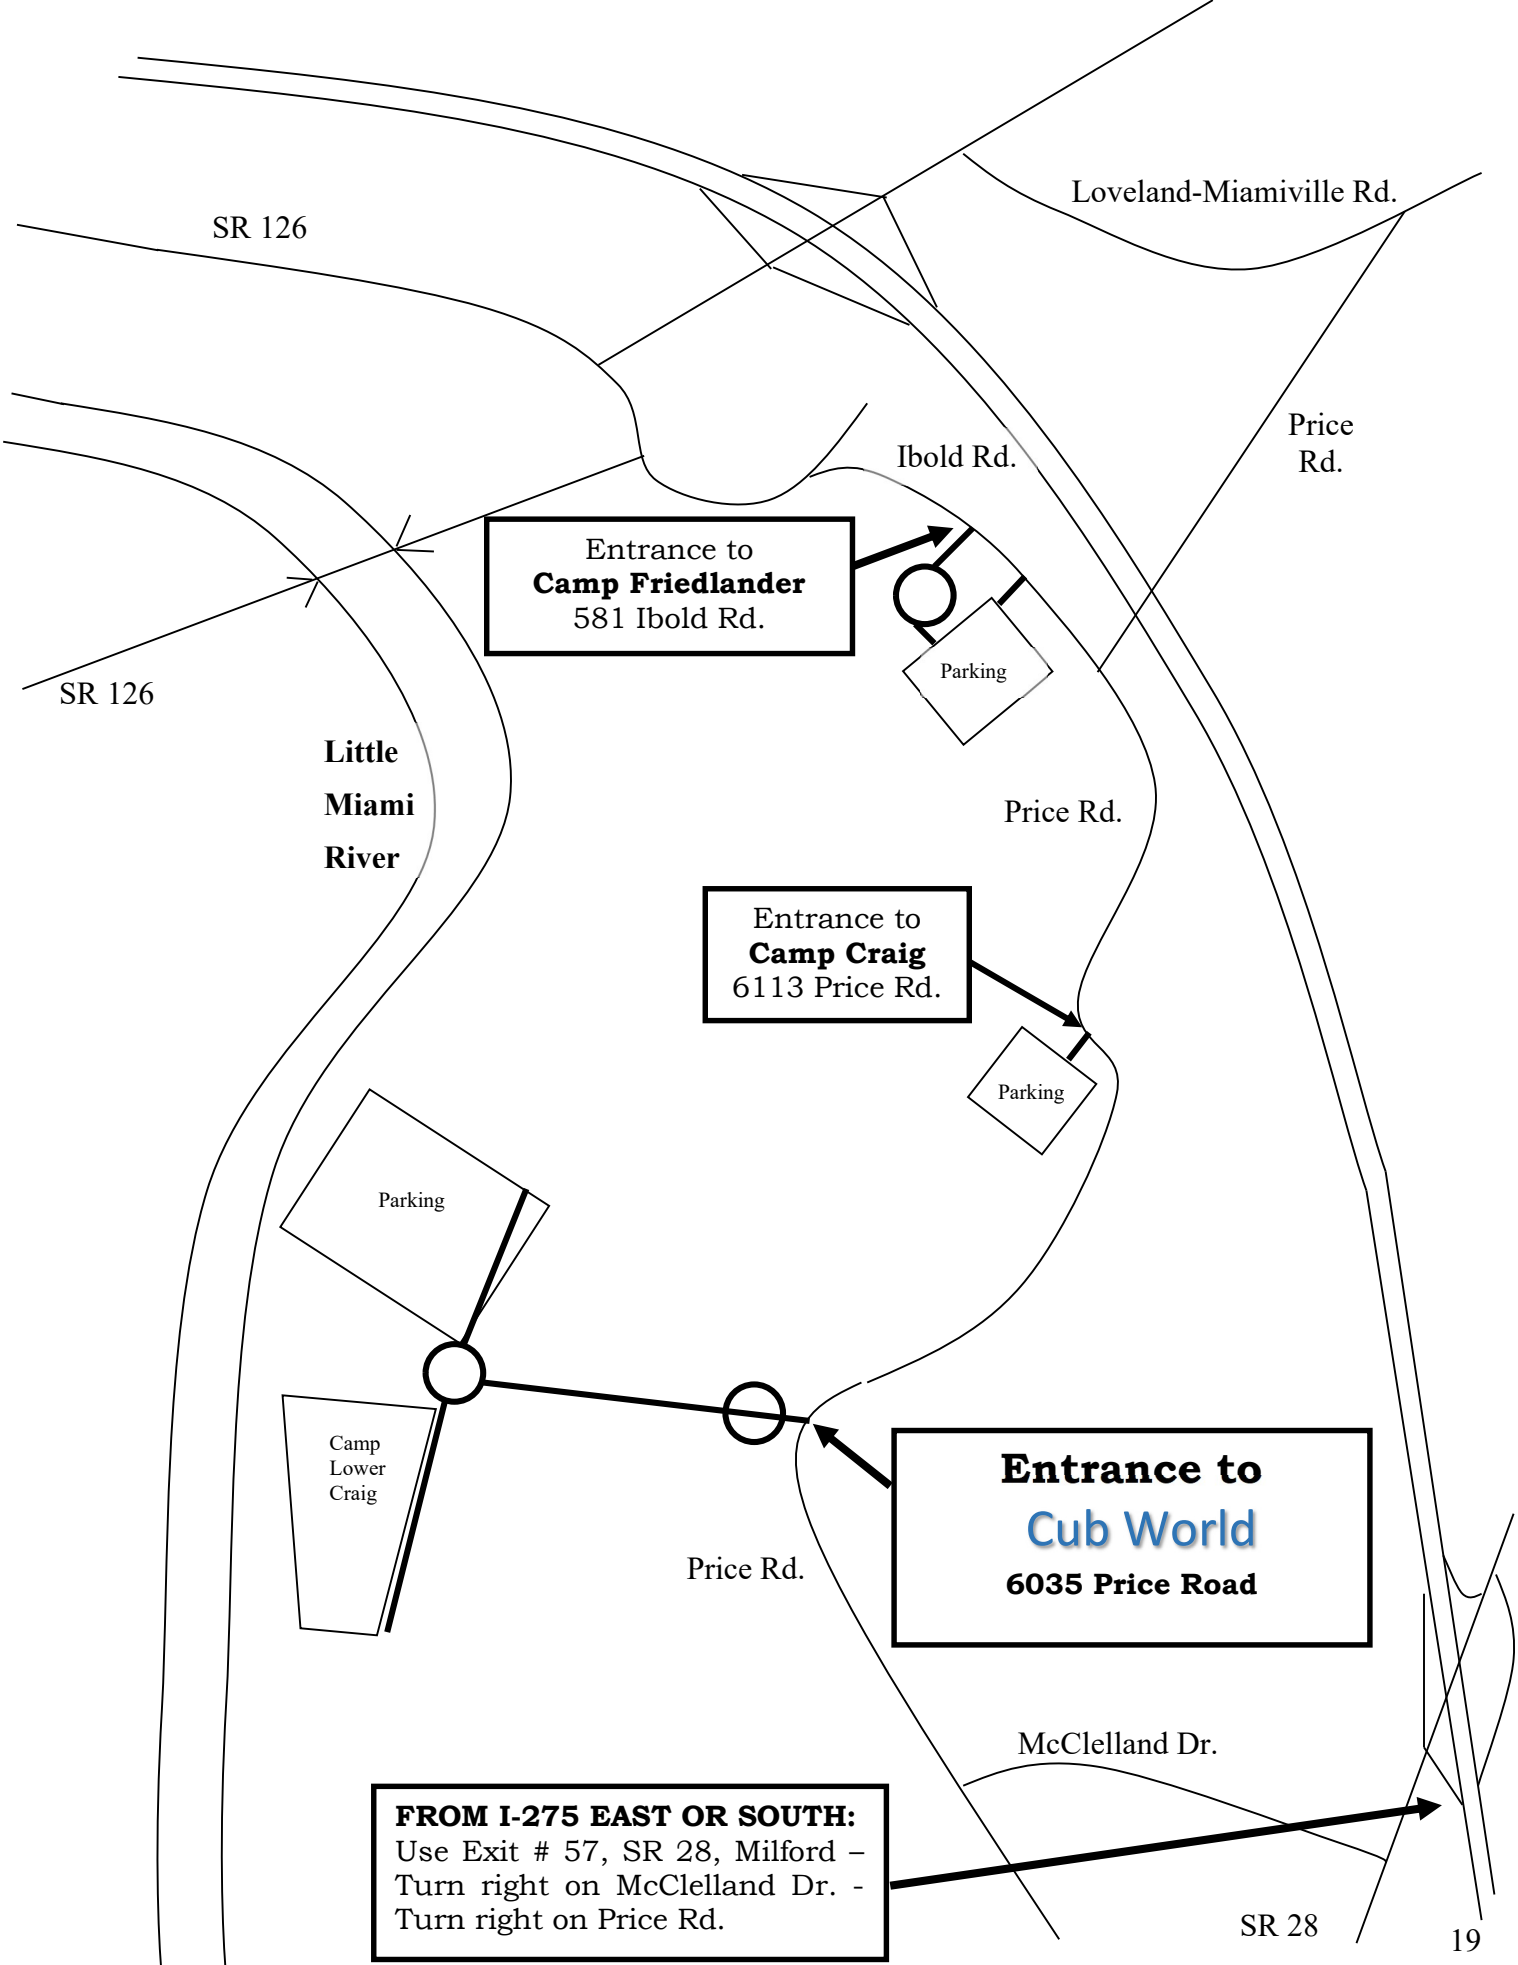 Loveland-Miamiville Rd.
SR 126
Price
Rd.
Ibold Rd.
Entrance to
Camp Friedlander
581 Ibold Rd.
Parking
SR 126
Little
Miami
River
Price Rd.
Entrance to
Camp Craig
6113 Price Rd.
Parking
Parking
Camp
Lower
Craig
Entrance to
Cub World
6035 Price Road
Price Rd.
McClelland Dr.
FROM I-275 EAST OR SOUTH:
Use Exit # 57, SR 28, Milford –
Turn right on McClelland Dr. -
Turn right on Price Rd.
SR 28
19